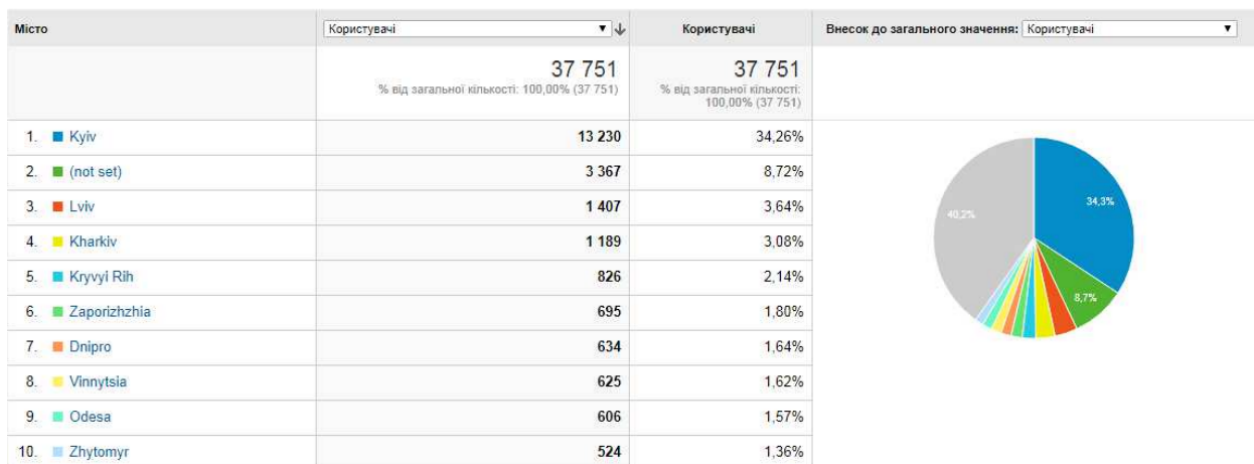 Місто Користувачі Користувачі Внесок до загального значення: Користувачі
37 751 37 751
% від загальної кількості: 100,00% (37 751) % від загальної кількості:
100,00% (37 751)
1. Kyiv 13 230 34,26%
2. (not set) 3 367 8,72%
3. Lviv 1 407 3,64%
4. Kharkiv 1 189 3,08%
5. Kryvyi Rih 826 2,14%
6. Zaporizhzhia 695 1,80%
7. Dnipro 634 1,64%
8. Vinnytsia 625 1,62%
9. Odesa 606 1,57%
10. Zhytomyr 524 1,36%
34,3%
40,2%
8,7%